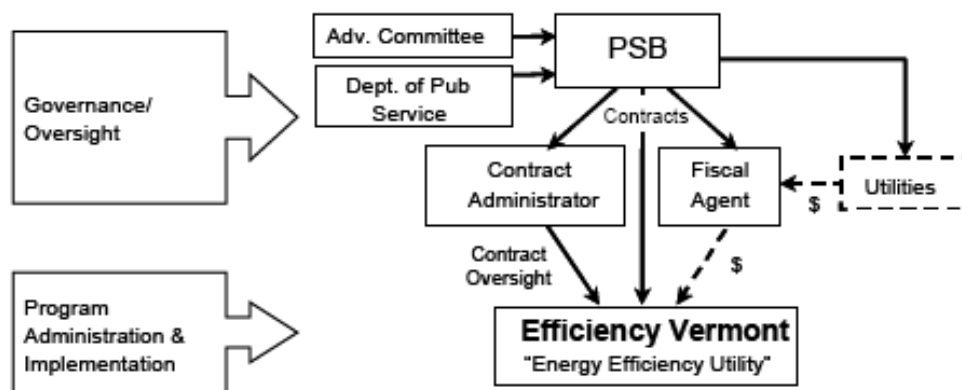 Governance/
Oversight
Adv. Committee
Dept. of Pub
Service
PSB
Contracts
Contract
Administrator
Fiscal
Agent
Utilities
$
Contract
Oversight
$
Program
Administration &
Implementation
Efficiency Vermont
"Energy Efficiency Utility"